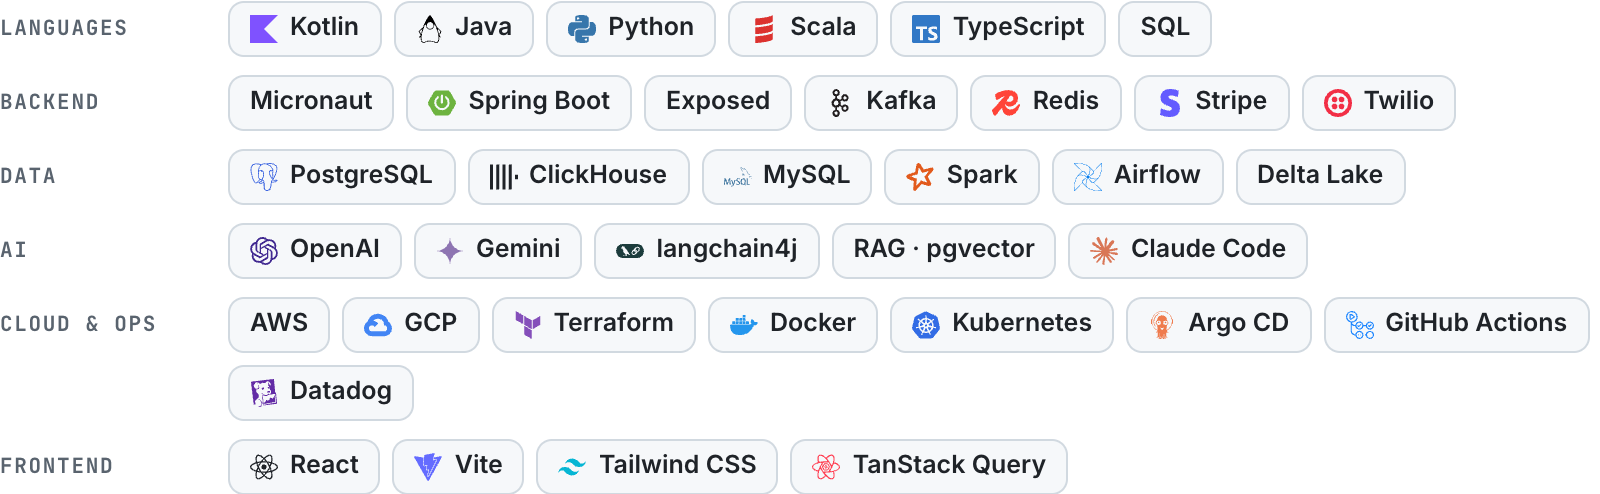 LANGUAGES Kotlin Java Python Scala TypeScript SQL
BACKEND Micronaut Spring Boot Exposed Kafka Redis Stripe Twilio
DATA PostgreSQL ClickHouse MySQL MySQL Spark Airflow Delta Lake
AI OpenAI Gemini langchain4j RAG · pgvector Claude Code
CLOUD & OPS AWS GCP Terraform Docker Kubernetes Argo CD GitHub Actions
Datadog
FRONTEND React Vite Tailwind CSS TanStack Query